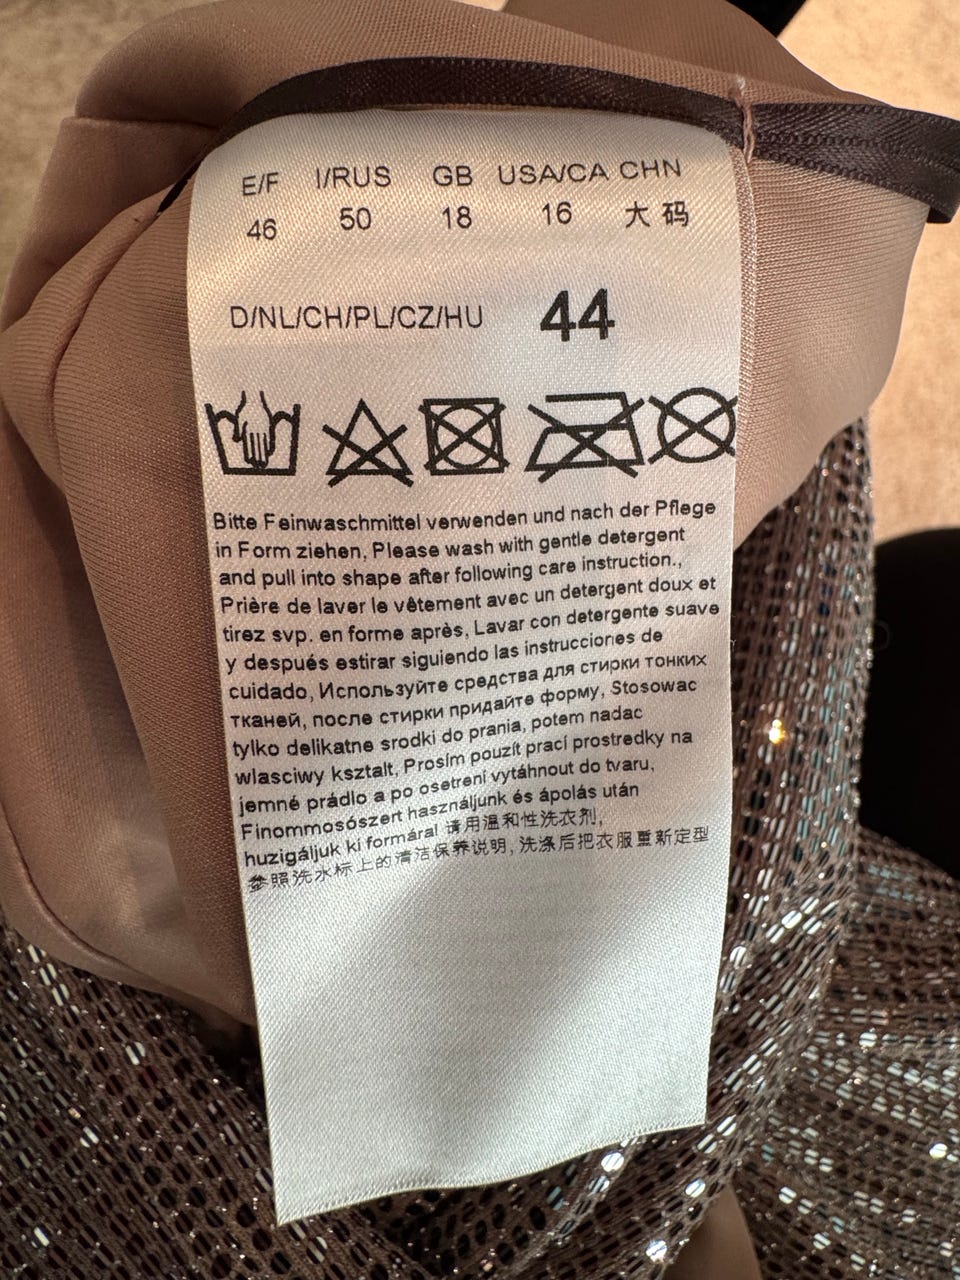 E/F I/RUS GB USA/CA CHN
46 50 18 16 大码
D/NL/CH/PL/CZ/HU 44
Bitte Feinwaschmittel verwenden und nach der Pflege
in Form ziehen, Please wash with gentle detergent
and pull into shape after following care instruction.,
Prière de laver le vêtement avec un detergent doux et
tirez svp. en forme après, Lavar con detergente suave
y después estirar siguiendo las instrucciones de
cuidado, Используйте средства для стирки тонких
тканей, после стирки придайте форму, Stosowac
tylko delikatne srodki do prania, potem nadac
wlasciwy ksztalt, Prosím pouzít prací prostredky na
jemné prádlo a po osetrení vytáhnout do tvaru,
Finommosószert használjunk és ápolás után
huzigáljuk ki formára! 请用温和性洗衣剂,
参照洗水标上的清洁保养说明, 洗涤后把衣服重新定型